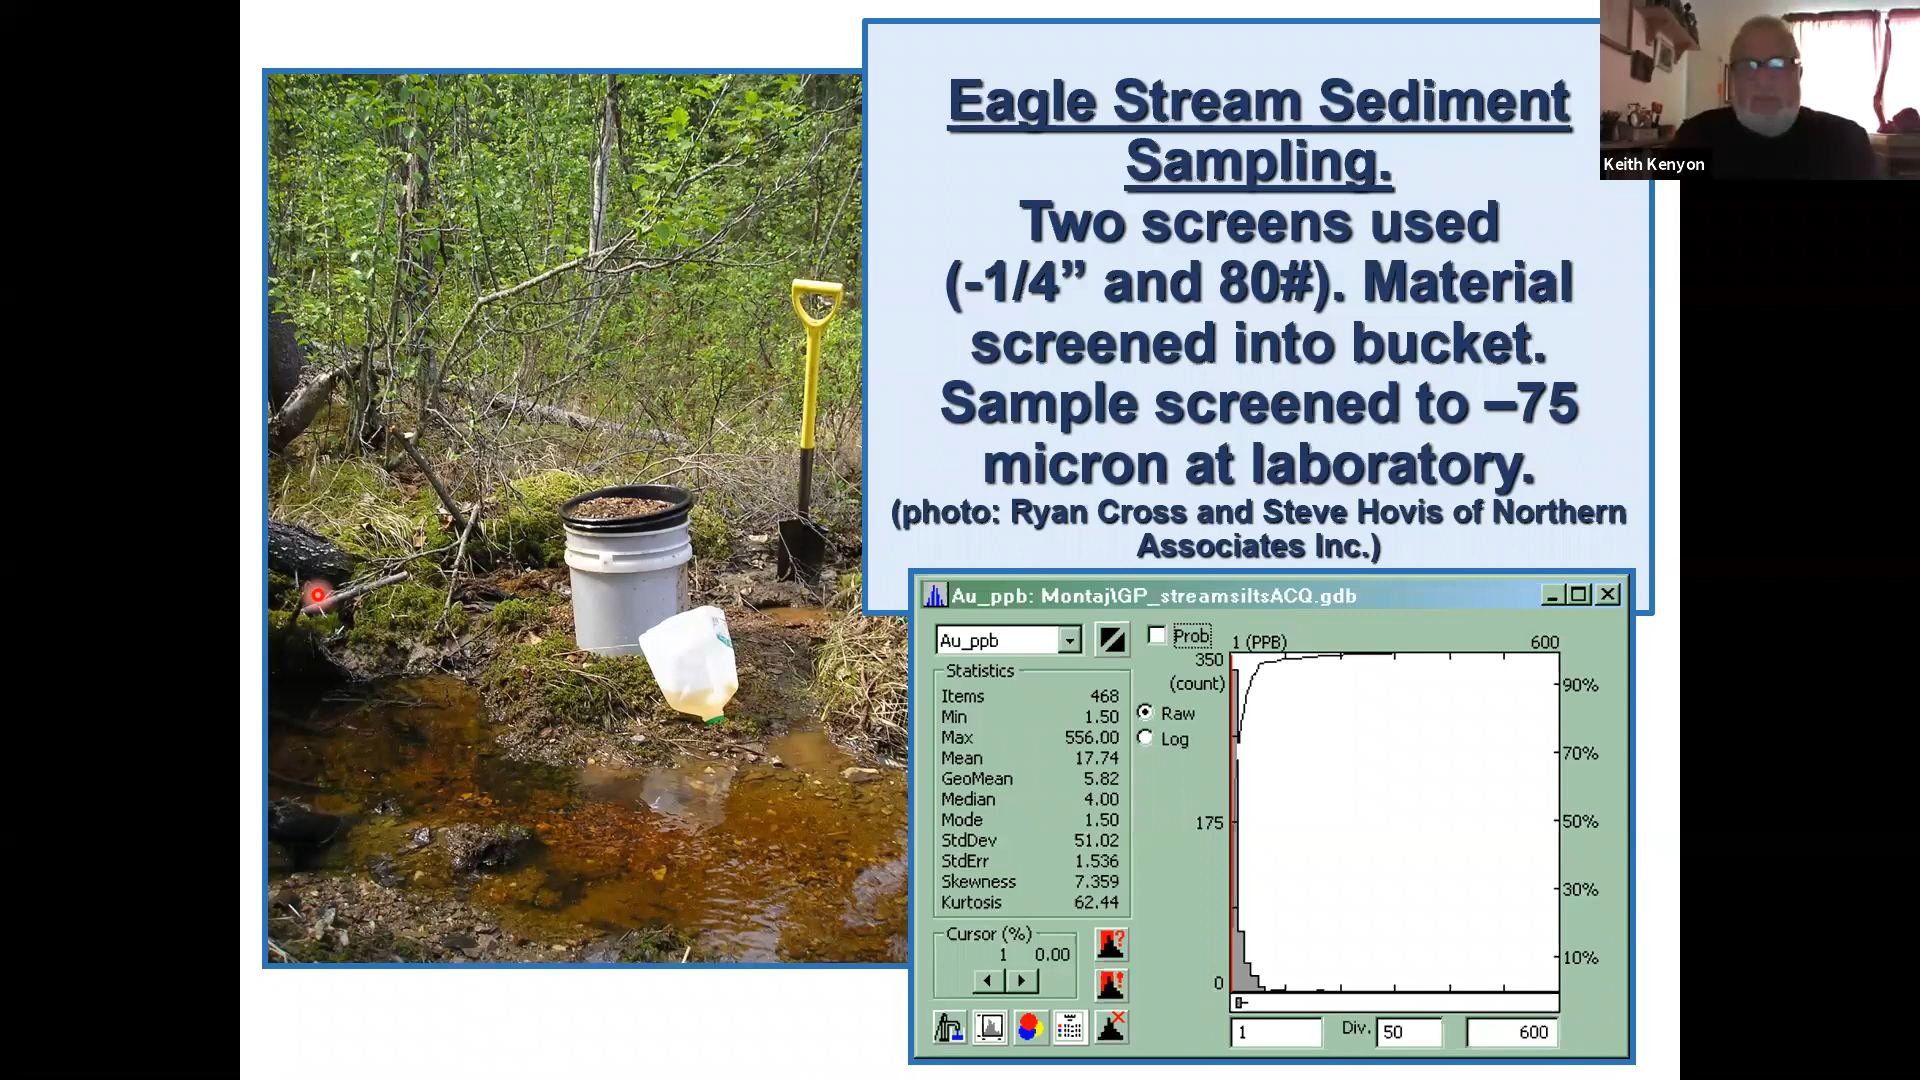 Eagle Stream Sediment
Sampling.
Two screens used
(-1/4” and 80#). Material
screened into bucket.
Sample screened to –75
micron at laboratory.
(photo: Ryan Cross and Steve Hovis of Northern
Associates Inc.)
Keith Kenyon
Au_ppb: Montaj\GP_streamsiltsACQ.gdb
Au_ppb
Statistics
Items 468
Min 1.50
Max 556.00
Mean 17.74
GeoMean 5.82
Median 4.00
Mode 1.50
StdDev 51.02
StdErr 1.536
Skewness 7.359
Kurtosis 62.44
Cursor (%)
1 0.00
Prob
Raw
Log
1 (PPB) 600
350
(count)
175
0
90%
70%
50%
30%
10%
1 Div. 50 600